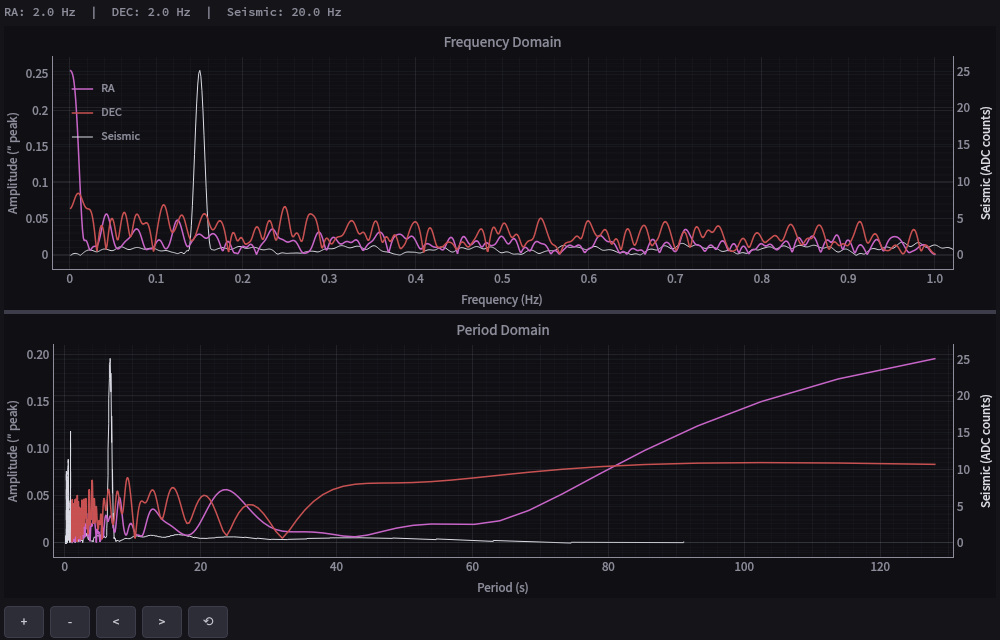 RA: 2.0 Hz | DEC: 2.0 Hz | Seismic: 20.0 Hz
Frequency Domain
Amplitude (″ peak)
0.25
0.2
0.15
0.1
0.05
0
RA
DEC
Seismic
25
20
15
10
5
0
Seismic (ADC counts)
0 0.1 0.2 0.3 0.4 0.5 0.6 0.7 0.8 0.9 1.0
Frequency (Hz)
Period Domain
Amplitude (″ peak)
0.20
0.15
0.10
0.05
0
25
20
15
10
5
0
Seismic (ADC counts)
0 20 40 60 80 100 120
Period (s)
+ - < > ⟲